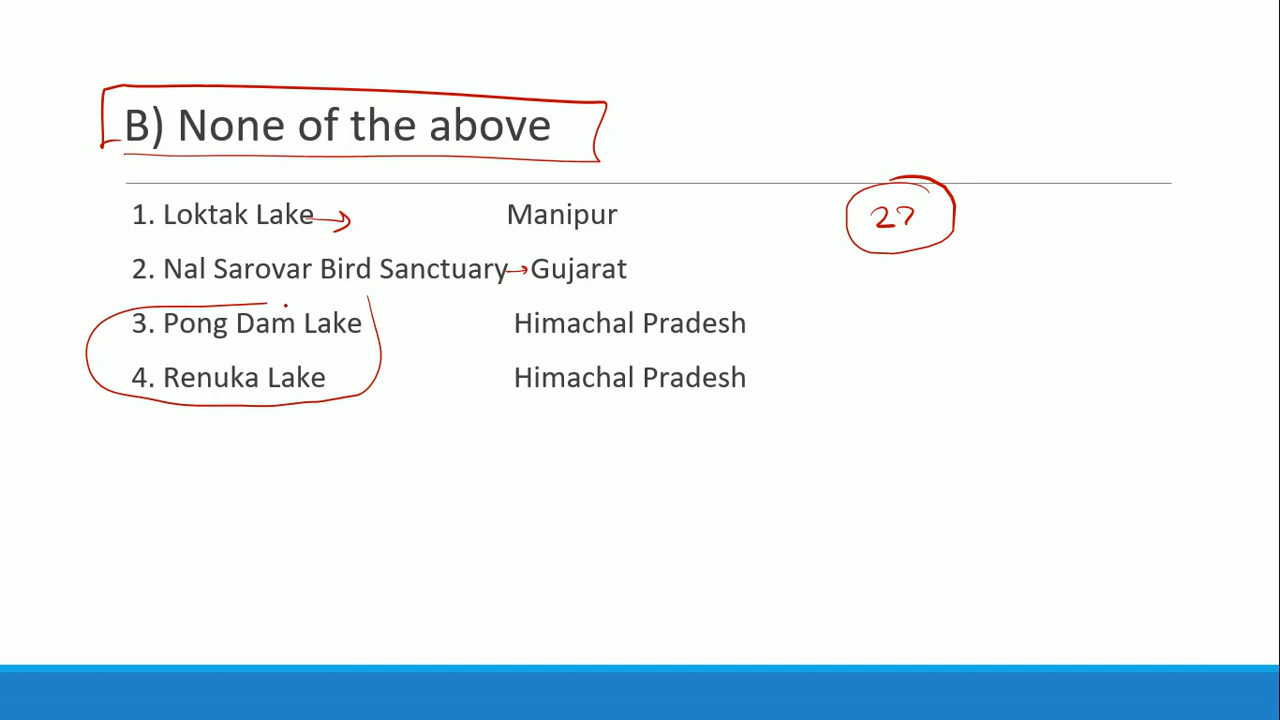 B) None of the above
1. Loktak Lake Manipur 27
2. Nal Sarovar Bird Sanctuary Gujarat
3. Pong Dam Lake Himachal Pradesh
4. Renuka Lake Himachal Pradesh